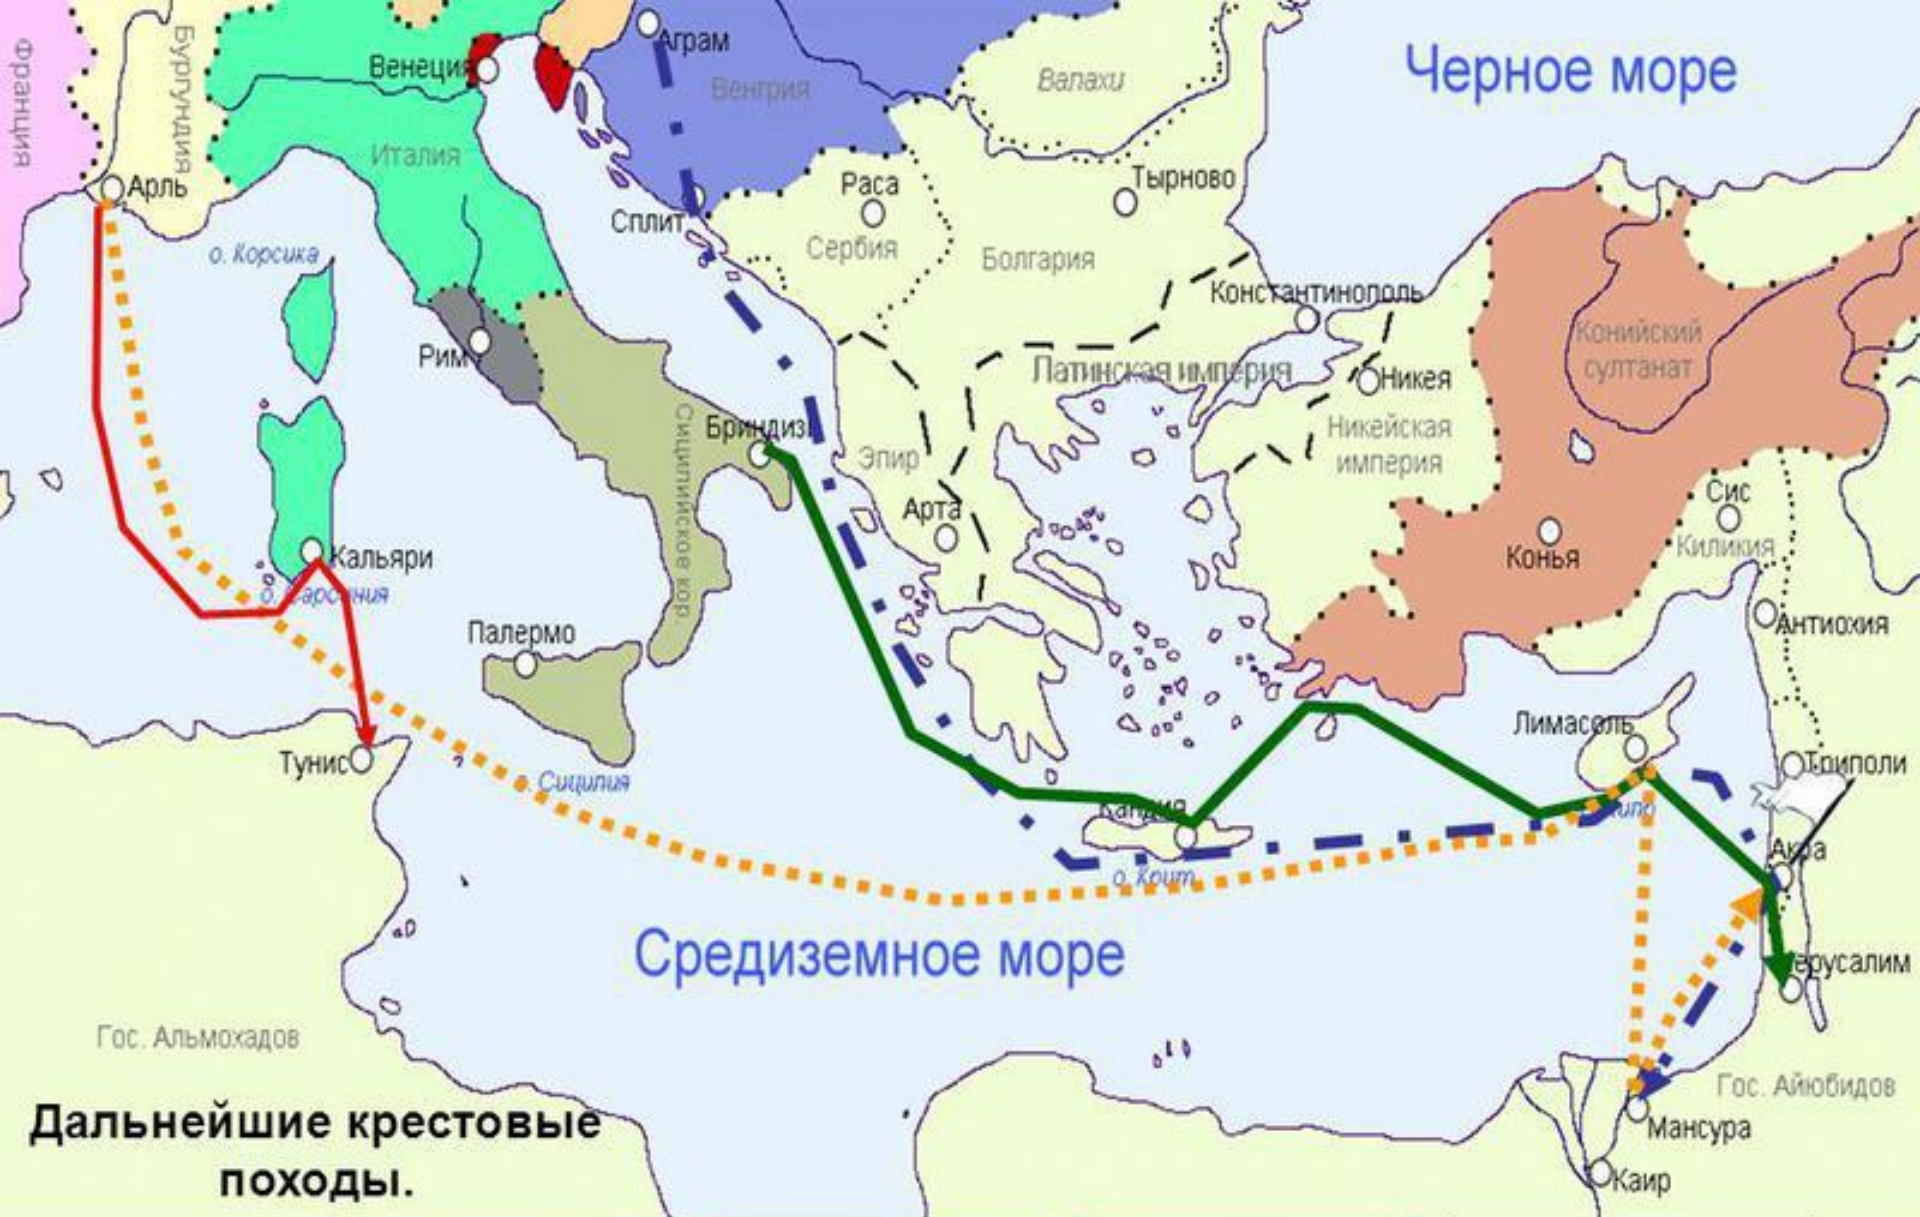 Франция
Бургундия
Аграм
Венеция
Венгрия
Валахи
Черное море
Италия
Арль
Раса
Тырново
Сплит
Сербия
Болгария
о. Корсика
Константинополь
Рим
Латинская империя
Никея
Конийский
султанат
Сицилийское кор.
Бриндизи
Эпир
Никейская
империя
Сис
Арта
Конья
Киликия
Кальяри
о. Сардиния
Антиохия
Палермо
Лимасоль
Тунис
о. Сицилия
Триполи
Кандия
Акра
о. Крит
Средиземное море
Иерусалим
Гос. Альмохадов
Гос. Айюбидов
Мансура
Каир
Дальнейшие крестовые
походы.